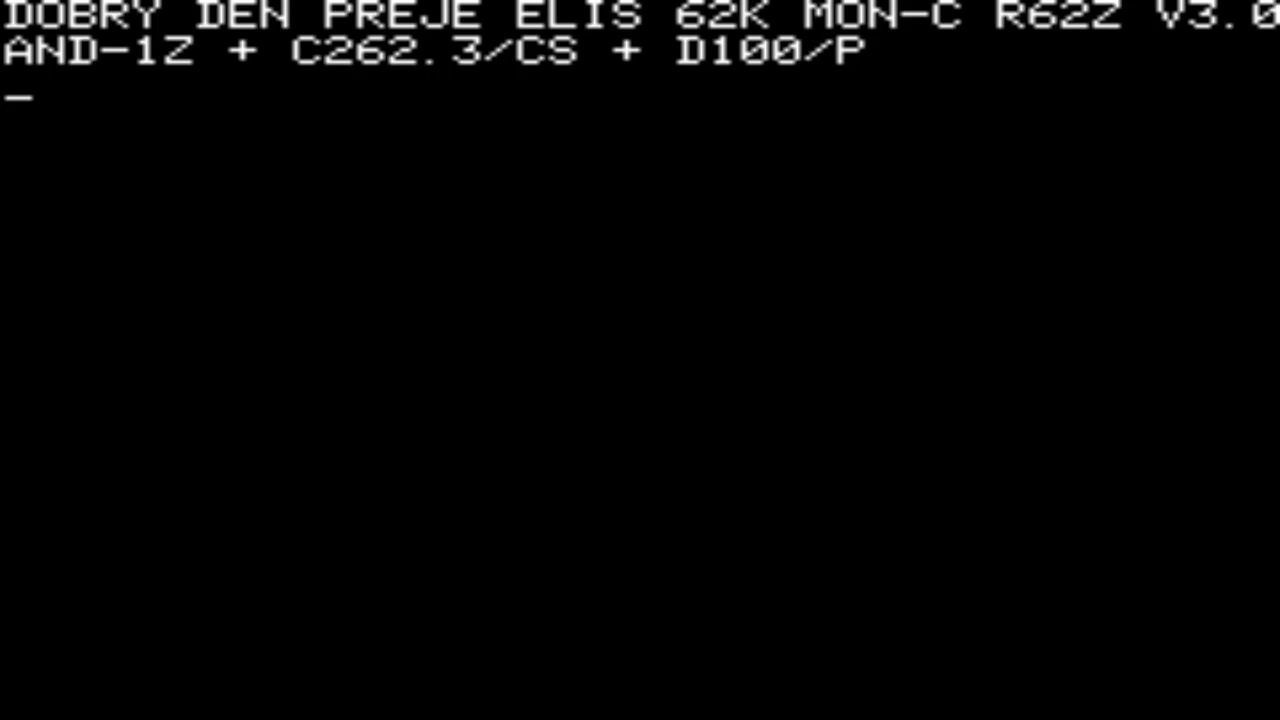 DOBRY DEN PREJE ELIS 62K MON-C R62Z V3.0
AND-1Z + C262.3/CS + D100/P
_